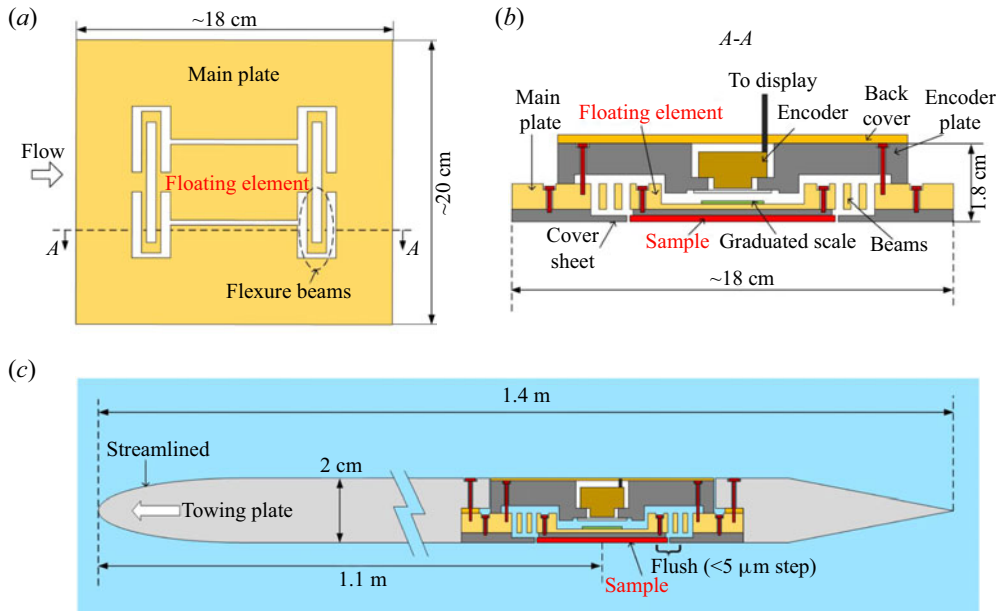 (a)
~18 cm
Main plate
Flow
Floating element
~20 cm
A
A
Flexure beams
(b)
A-A
To display
Main
plate
Floating element
Encoder
Back
cover
Encoder
plate
1.8 cm
Cover
sheet
Sample
Graduated scale
Beams
~18 cm
(c)
1.4 m
Streamlined
2 cm
Towing plate
Flush (<5 μm step)
Sample
1.1 m